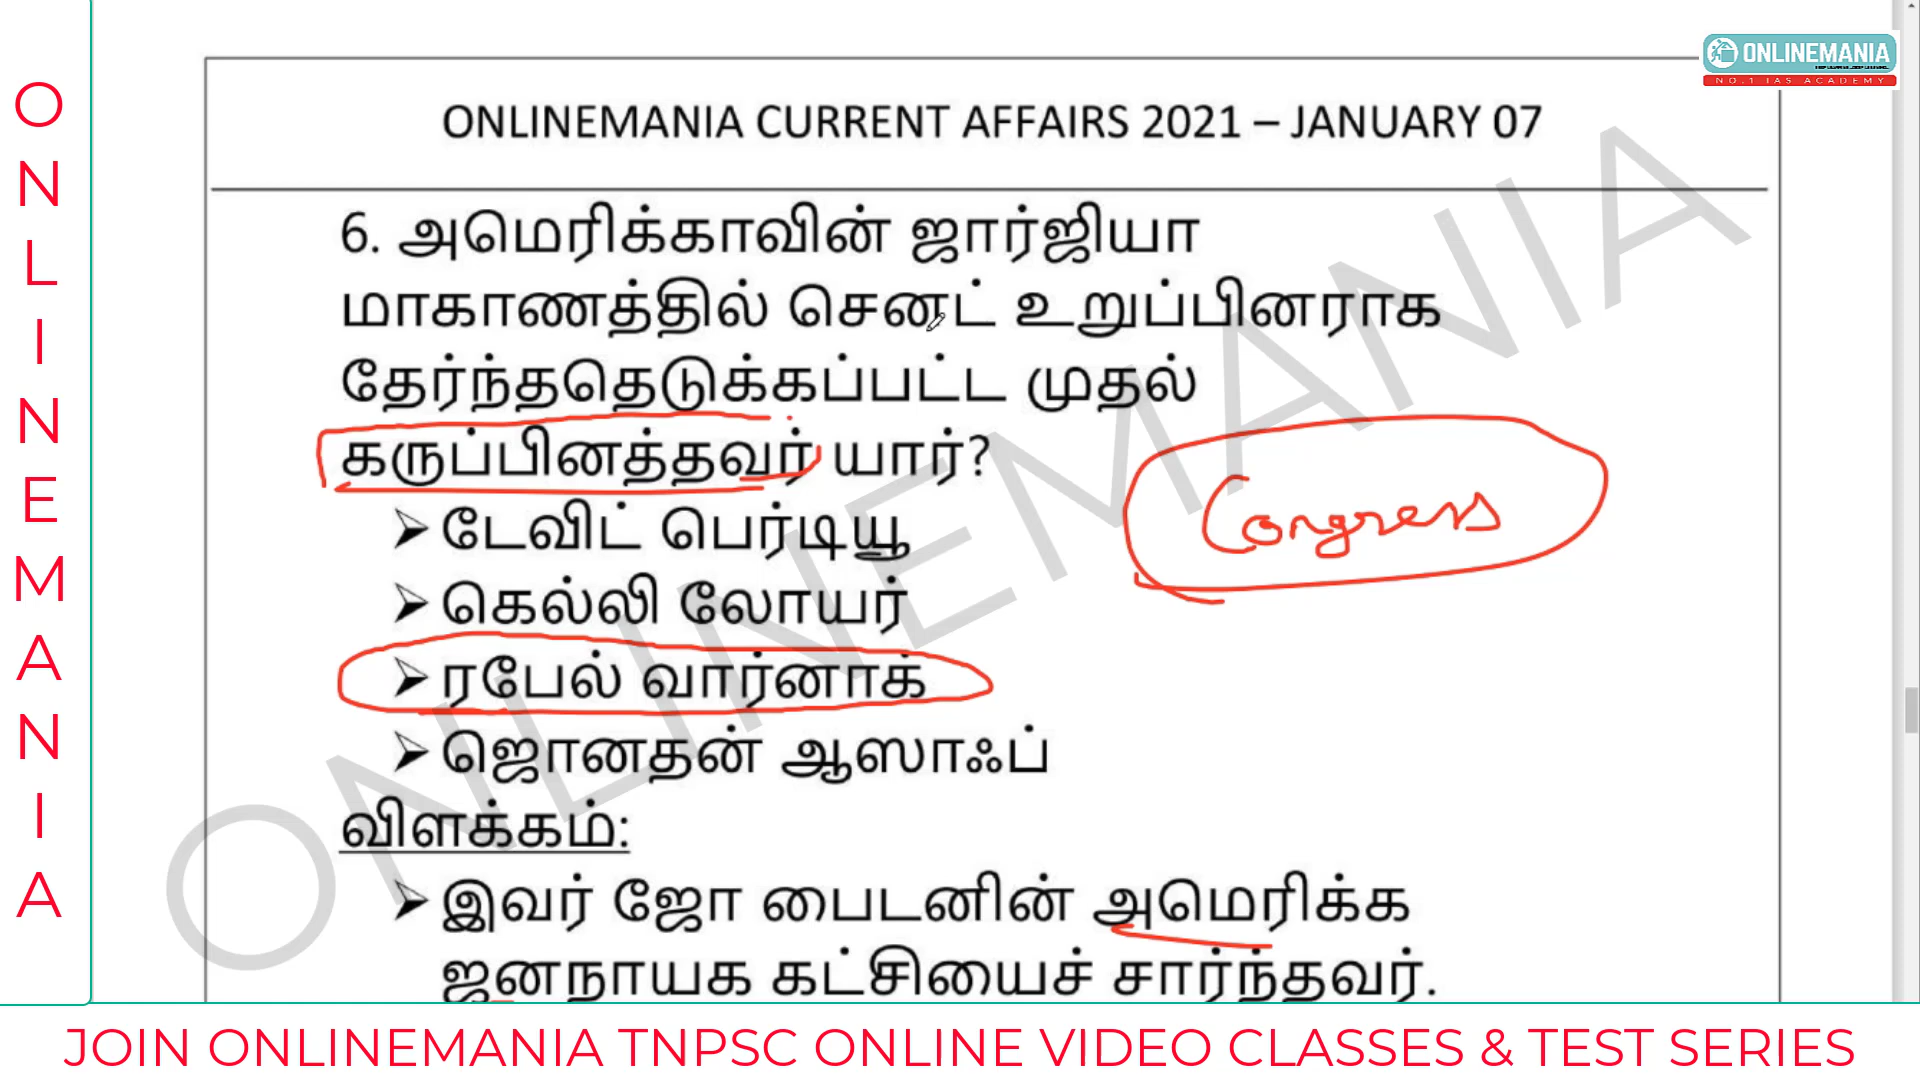 ONLINEMANIA
ONLINEMANIA
NO.1 IAS ACADEMY
ONLINEMANIA CURRENT AFFAIRS 2021 – JANUARY 07
6. அமெரிக்காவின் ஜார்ஜியா
மாகாணத்தில் செனட் உறுப்பினராக
தேர்ந்ததெடுக்கப்பட்ட முதல்
கருப்பினத்தவர் யார்?
➢ டேவிட் பெர்டியூ
➢ கெல்லி லோயர்
Congress
➢ ரபேல் வார்னாக்
➢ ஜொனதன் ஆஸாஃப்
விளக்கம்:
➢ இவர் ஜோ பைடனின் அமெரிக்க
ஜனநாயக கட்சியைச் சார்ந்தவர்.
ONLINEMANIA
JOIN ONLINEMANIA TNPSC ONLINE VIDEO CLASSES & TEST SERIES